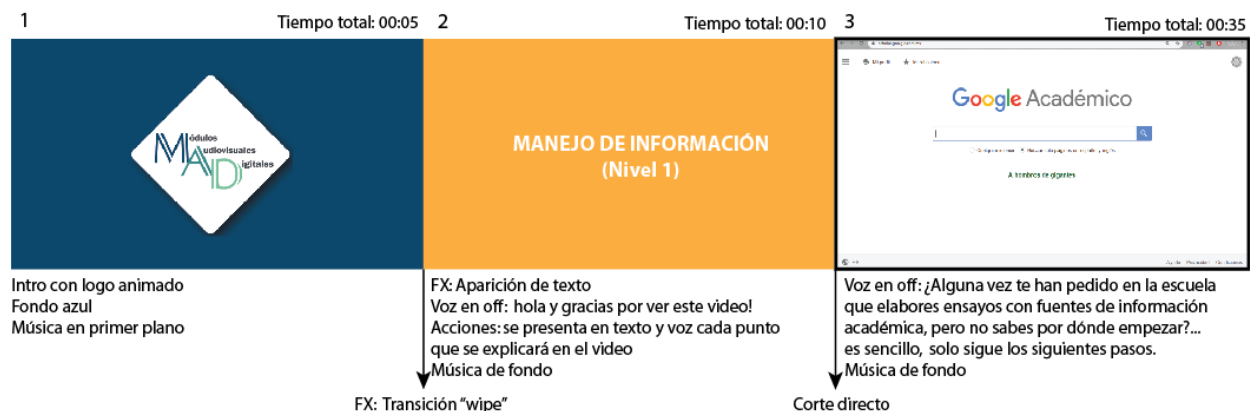 1
Tiempo total: 00:05
2
Tiempo total: 00:10
3
Tiempo total: 00:35
Módulos
Audiovisuales
Digitales
MANEJO DE INFORMACIÓN
(Nivel 1)
Google Académico
A hombros de gigantes
Intro con logo animado
Fondo azul
Música en primer plano
FX: Aparición de texto
Voz en off: hola y gracias por ver este video!
Acciones: se presenta en texto y voz cada punto
que se explicará en el video
Música de fondo
Voz en off: ¿Alguna vez te han pedido en la escuela
que elabores ensayos con fuentes de información
académica, pero no sabes por dónde empezar?...
es sencillo, solo sigue los siguientes pasos.
Música de fondo
FX: Transición "wipe"
Corte directo